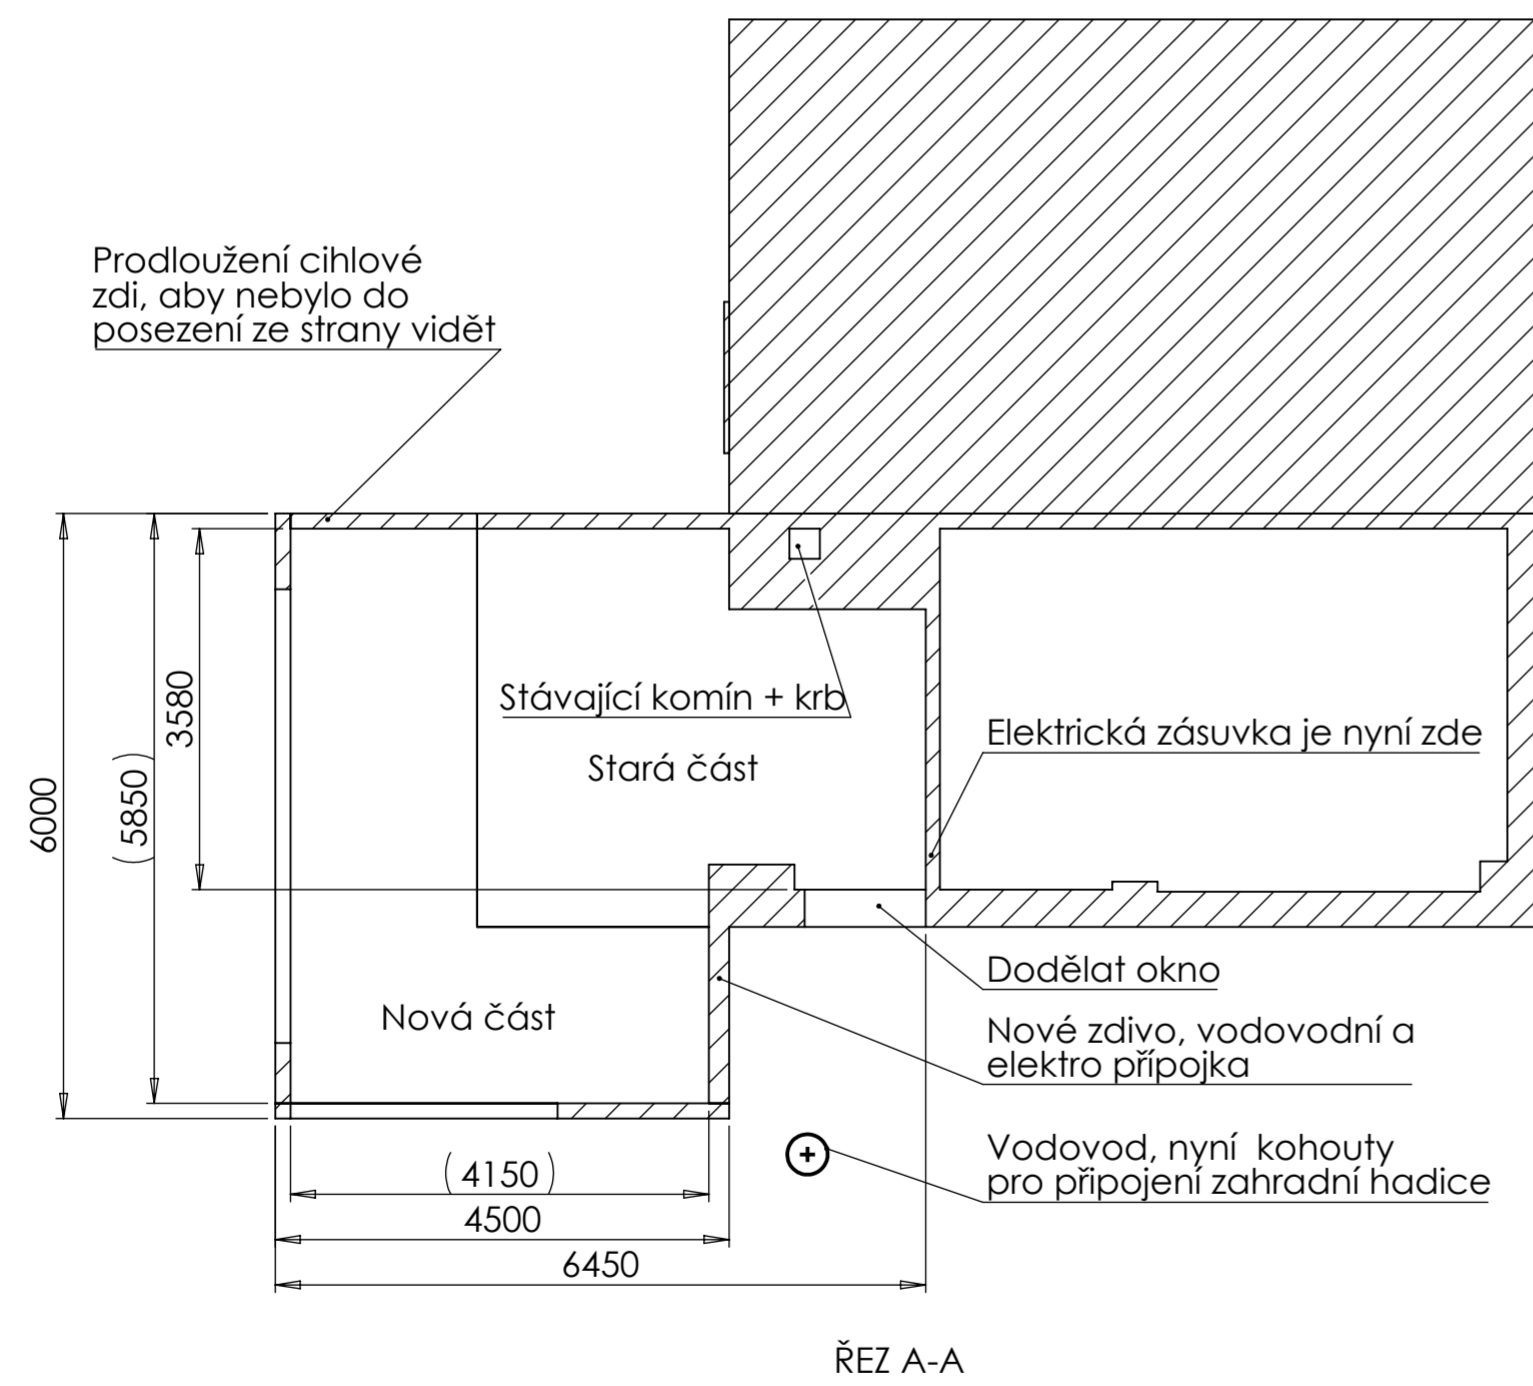 Prodloužení cihlové
zdi, aby nebylo do
posezení ze strany vidět
Stávající komín + krb
Stará část
Elektrická zásuvka je nyní zde
3580
(5850)
6000
Nová část
Dodělat okno
Nové zdivo, vodovodní a
elektro přípojka
Vodovod, nyní kohouty
pro připojení zahradní hadice
(4150)
4500
6450
ŘEZ A-A